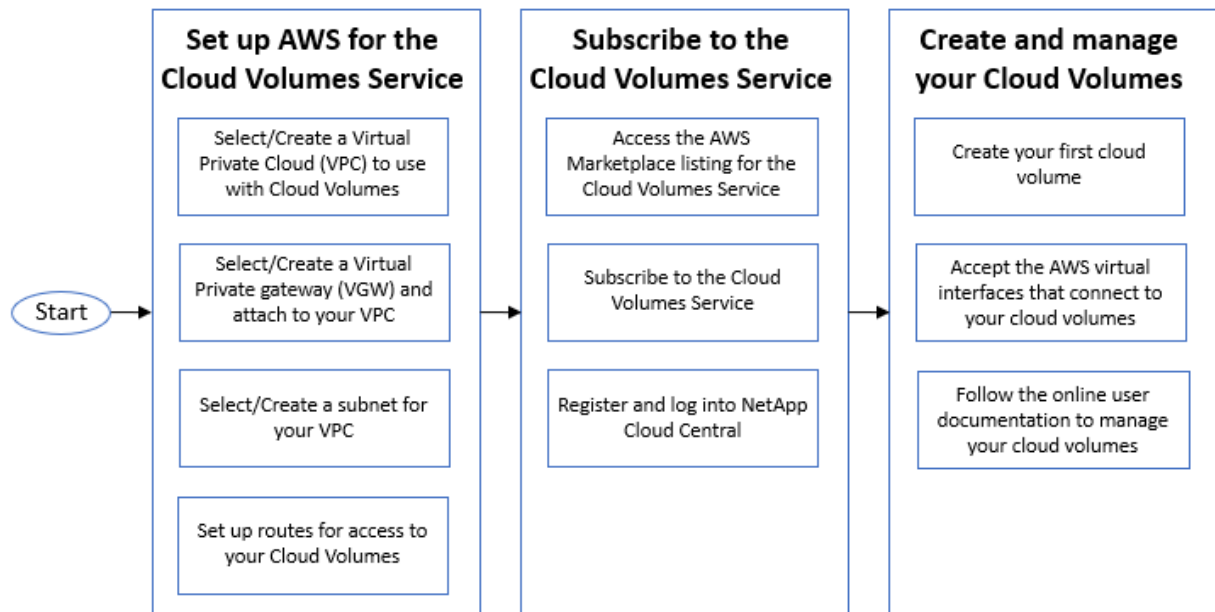 Start
Set up AWS for the
Cloud Volumes Service
Select/Create a Virtual
Private Cloud (VPC) to use
with Cloud Volumes
Select/Create a Virtual
Private gateway (VGW) and
attach to your VPC
Select/Create a subnet for
your VPC
Set up routes for access to
your Cloud Volumes
Subscribe to the
Cloud Volumes Service
Access the AWS
Marketplace listing for the
Cloud Volumes Service
Subscribe to the Cloud
Volumes Service
Register and log into NetApp
Cloud Central
Create and manage
your Cloud Volumes
Create your first cloud
volume
Accept the AWS virtual
interfaces that connect to
your cloud volumes
Follow the online user
documentation to manage
your cloud volumes